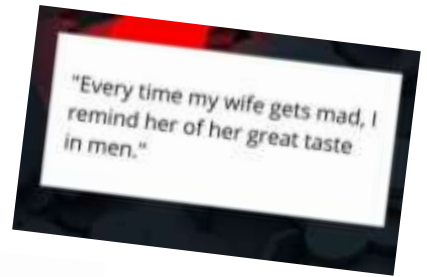 "Every time my wife gets mad, I
remind her of her great taste
in men."